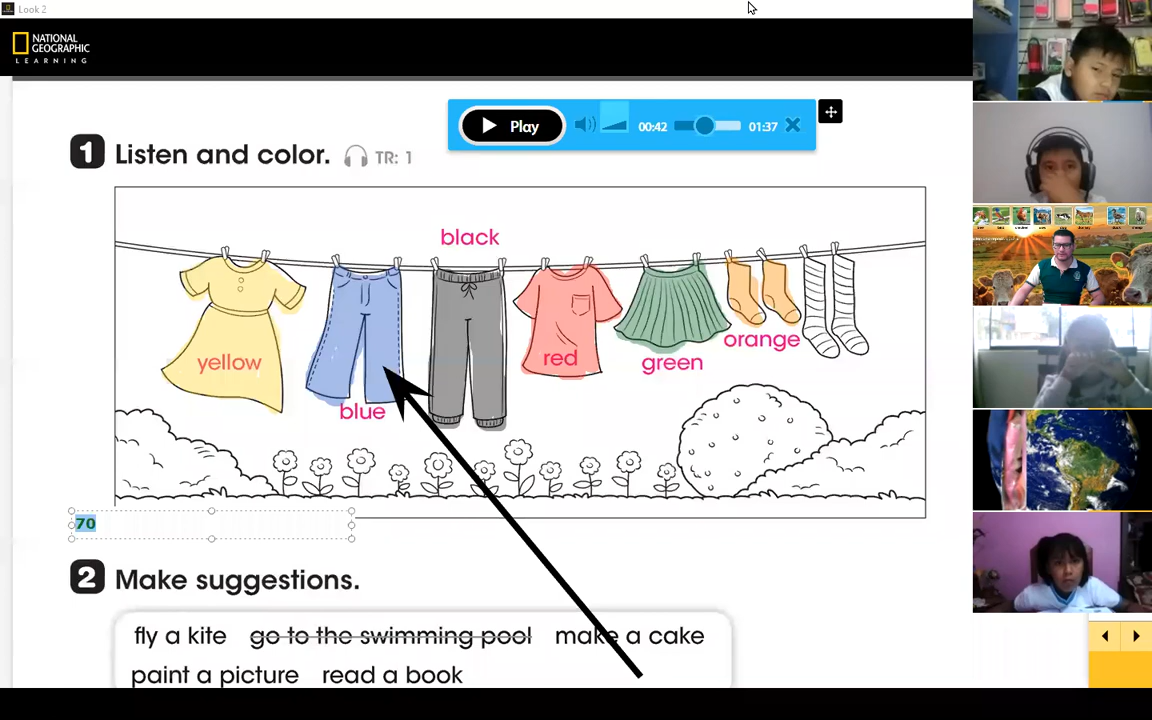 Look 2
NATIONAL
GEOGRAPHIC
LEARNING
Play
00:42
01:37
1 Listen and color. TR: 1
black
yellow
red
orange
green
blue
70
2 Make suggestions.
fly a kite go to the swimming pool make a cake
paint a picture read a book